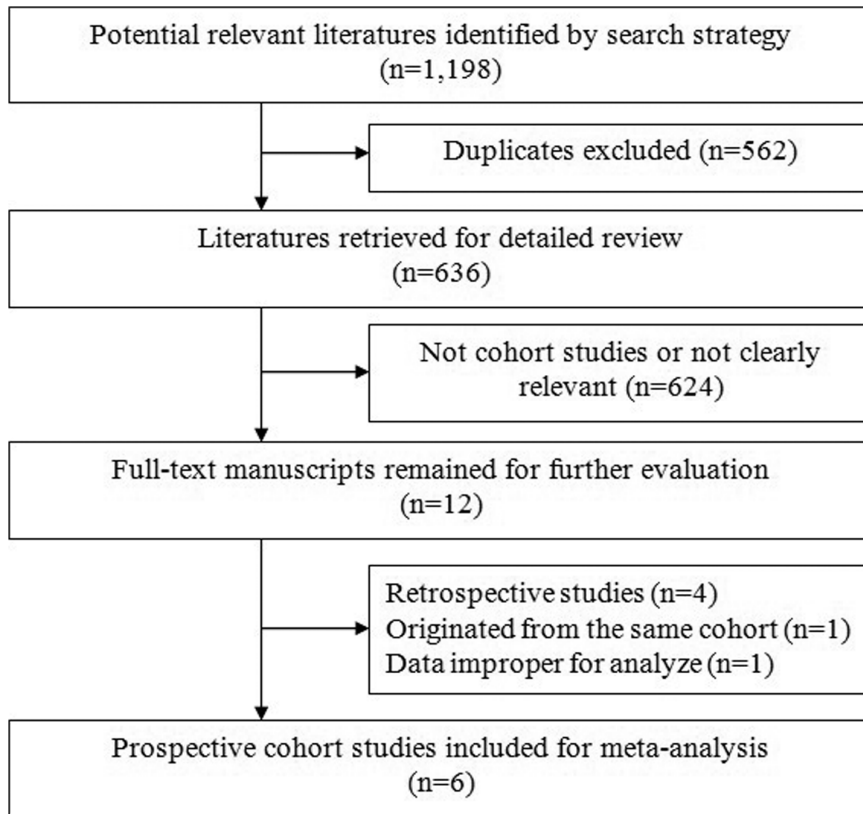 Potential relevant literatures identified by search strategy
(n=1,198)
Duplicates excluded (n=562)
Literatures retrieved for detailed review
(n=636)
Not cohort studies or not clearly
relevant (n=624)
Full-text manuscripts remained for further evaluation
(n=12)
Retrospective studies (n=4)
Originated from the same cohort (n=1)
Data improper for analyze (n=1)
Prospective cohort studies included for meta-analysis
(n=6)